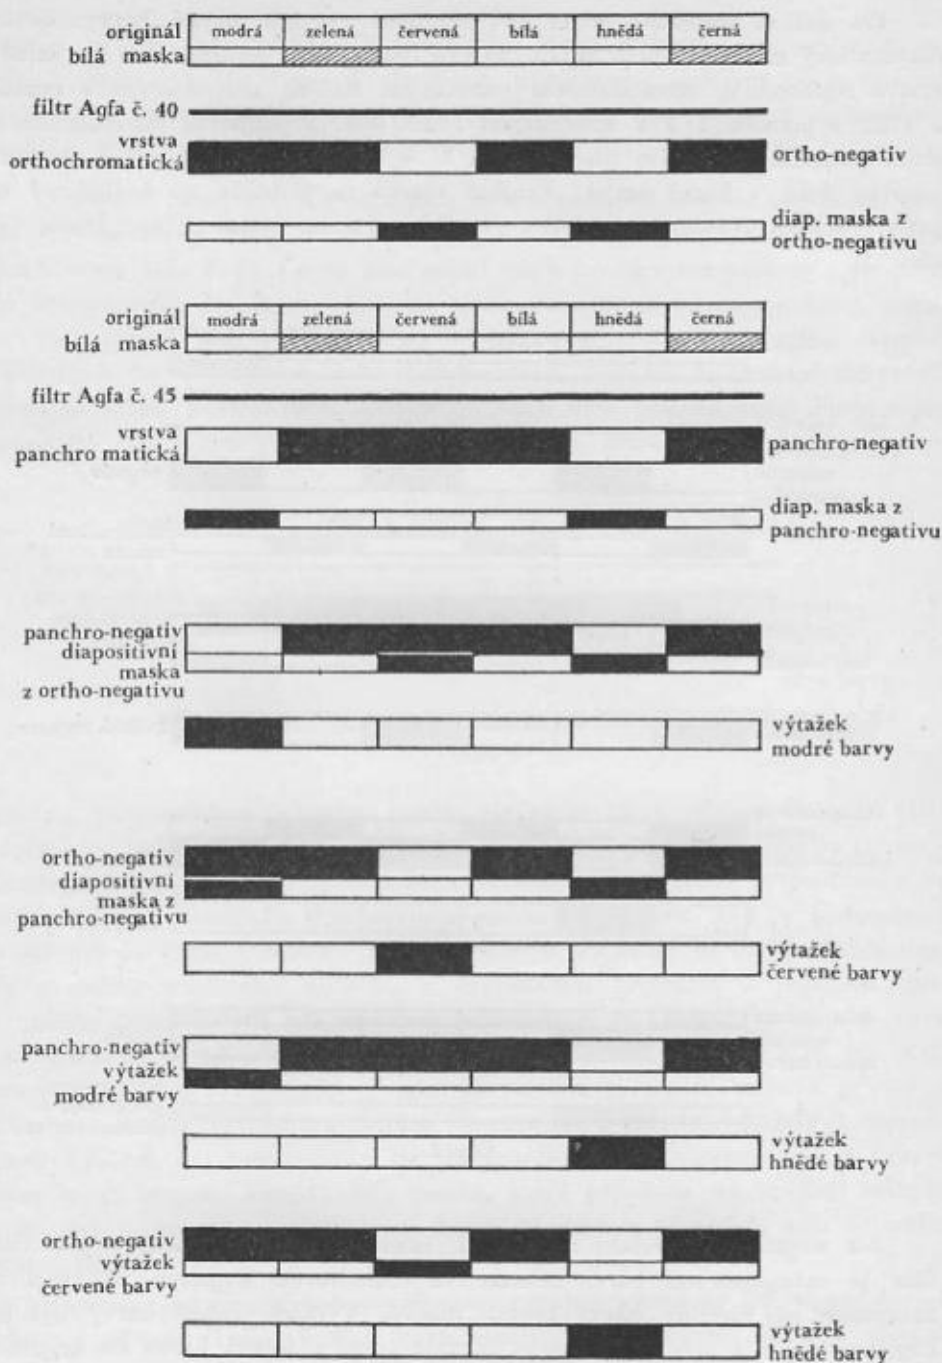 originál modrá zelená červená bílá hnědá černá
bílá maska
filtr Agfa č. 40
vrstva
orthochromatická
ortho-negativ
diap. maska z
ortho-negativu
originál modrá zelená červená bílá hnědá černá
bílá maska
filtr Agfa č. 45
vrstva
panchro matická
panchro-negativ
diap. maska z
panchro-negativu
panchro-negativ
diapositivní
maska
z ortho-negativu
výtažek
modré barvy
ortho-negativ
diapositivní
maska z
panchro-negativu
výtažek
červené barvy
panchro-negativ
výtažek
modré barvy
výtažek
hnědé barvy
ortho-negativ
výtažek
červené barvy
výtažek
hnědé barvy